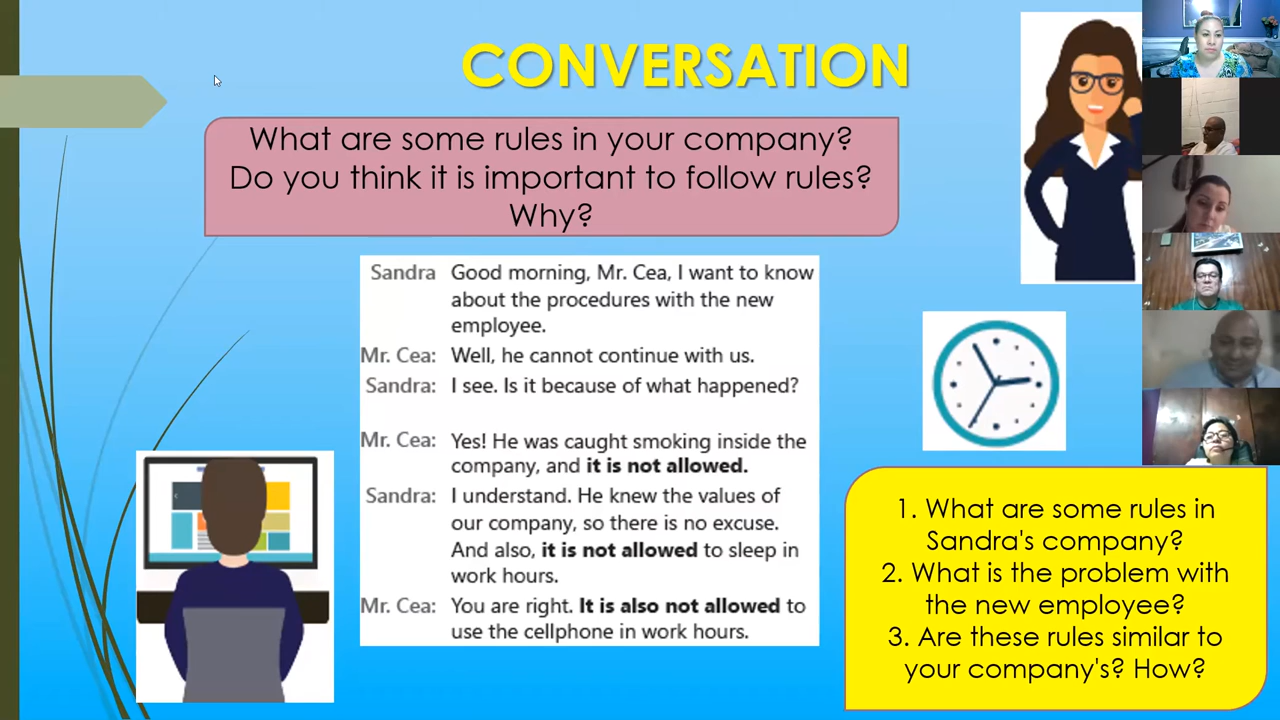 CONVERSATION
What are some rules in your company?
Do you think it is important to follow rules?
Why?
Sandra Good morning, Mr. Cea, I want to know
about the procedures with the new
employee.
Mr. Cea: Well, he cannot continue with us.
Sandra: I see. Is it because of what happened?
Mr. Cea: Yes! He was caught smoking inside the
company, and it is not allowed.
Sandra: I understand. He knew the values of
our company, so there is no excuse.
And also, it is not allowed to sleep in
work hours.
Mr. Cea: You are right. It is also not allowed to
use the cellphone in work hours.
1. What are some rules in
Sandra's company?
2. What is the problem with
the new employee?
3. Are these rules similar to
your company's? How?